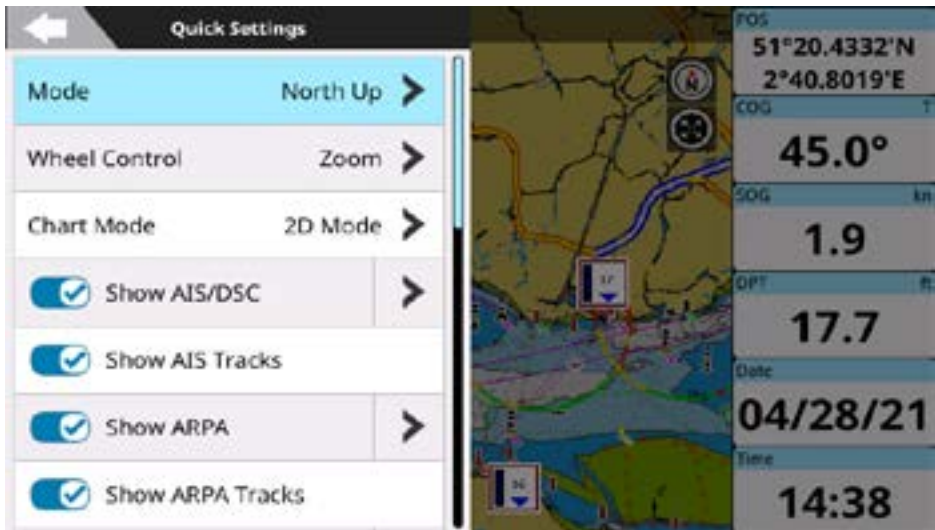 Quick Settings
Mode North Up
Wheel Control Zoom
Chart Mode 2D Mode
Show AIS/DSC
Show AIS Tracks
Show ARPA
Show ARPA Tracks
N
37
36
POS
51°20.4332'N
2°40.8019'E
COG T
45.0°
SOG kn
1.9
DPT ft
17.7
Date
04/28/21
Time
14:38